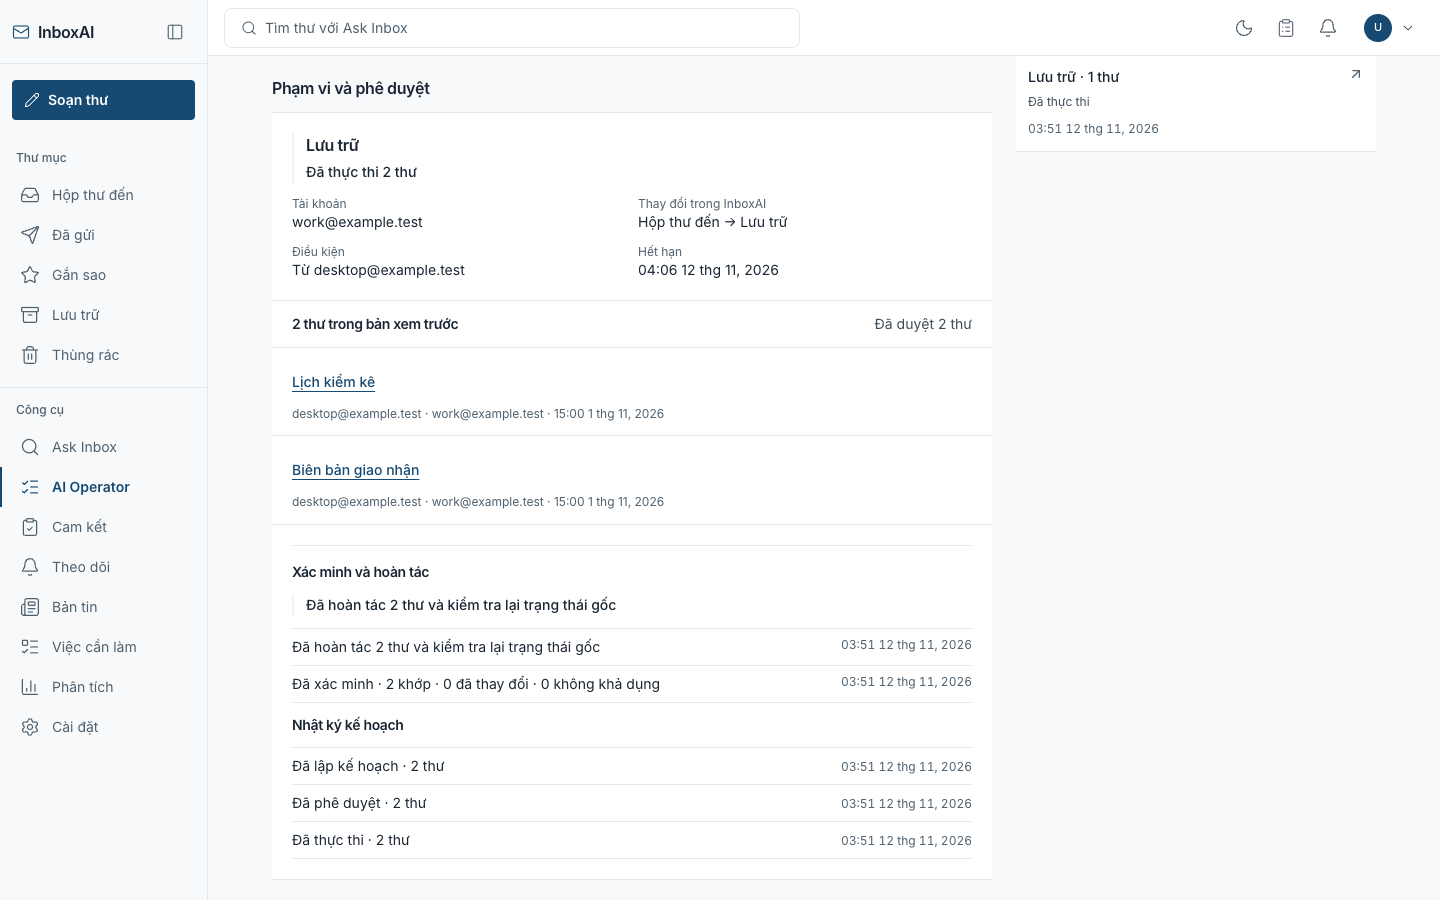 InboxAI
Tìm thư với Ask Inbox
U
Soạn thư
Thư mục
Hộp thư đến
Đã gửi
Gắn sao
Lưu trữ
Thùng rác
Công cụ
Ask Inbox
AI Operator
Cam kết
Theo dõi
Bản tin
Việc cần làm
Phân tích
Cài đặt
Phạm vi và phê duyệt
Lưu trữ
Đã thực thi 2 thư
Tài khoản
work@example.test
Thay đổi trong InboxAI
Hộp thư đến → Lưu trữ
Điều kiện
Từ desktop@example.test
Hết hạn
04:06 12 thg 11, 2026
2 thư trong bản xem trước
Đã duyệt 2 thư
Lịch kiểm kê
desktop@example.test · work@example.test · 15:00 1 thg 11, 2026
Biên bản giao nhận
desktop@example.test · work@example.test · 15:00 1 thg 11, 2026
Xác minh và hoàn tác
Đã hoàn tác 2 thư và kiểm tra lại trạng thái gốc
Đã hoàn tác 2 thư và kiểm tra lại trạng thái gốc
03:51 12 thg 11, 2026
Đã xác minh · 2 khớp · 0 đã thay đổi · 0 không khả dụng
03:51 12 thg 11, 2026
Nhật ký kế hoạch
Đã lập kế hoạch · 2 thư
03:51 12 thg 11, 2026
Đã phê duyệt · 2 thư
03:51 12 thg 11, 2026
Đã thực thi · 2 thư
03:51 12 thg 11, 2026
Lưu trữ · 1 thư
Đã thực thi
03:51 12 thg 11, 2026